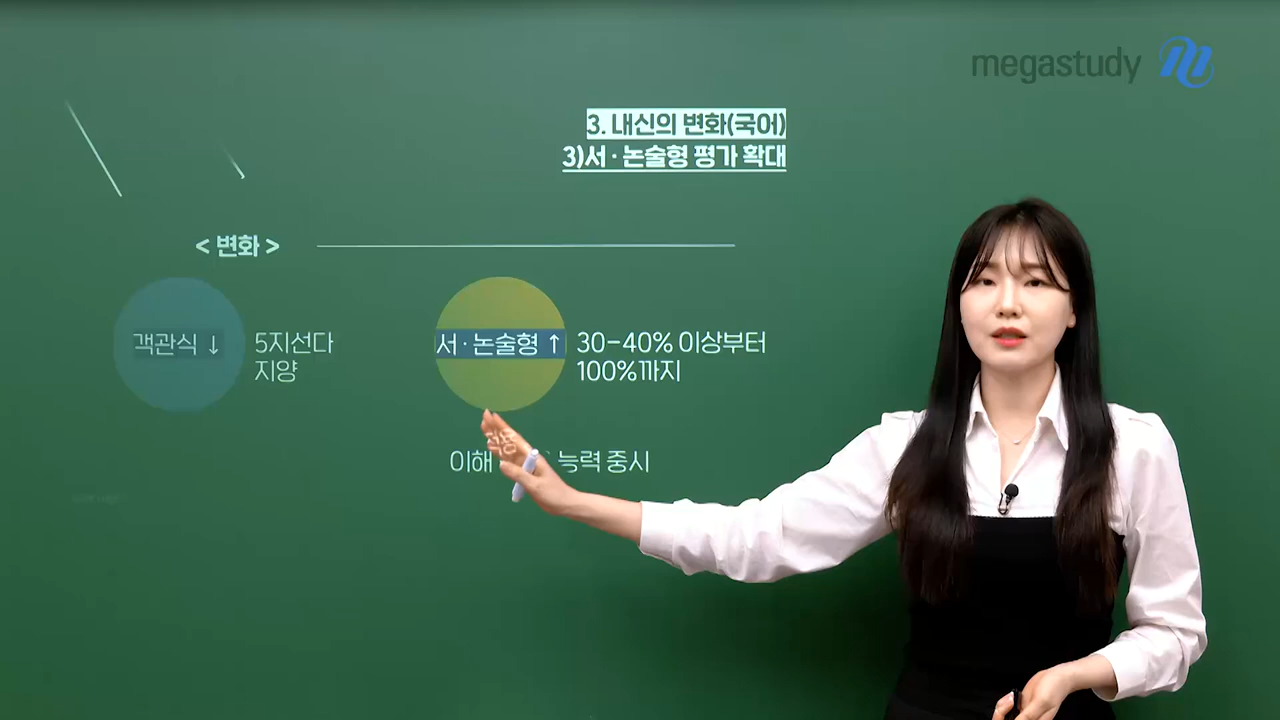 megastudy
3. 내신의 변화(국어)
3)서·논술형 평가 확대
< 변화 >
객관식 ↓
5지선다
지양
서·논술형 ↑
30-40% 이상부터
100%까지
이해 능력 중시